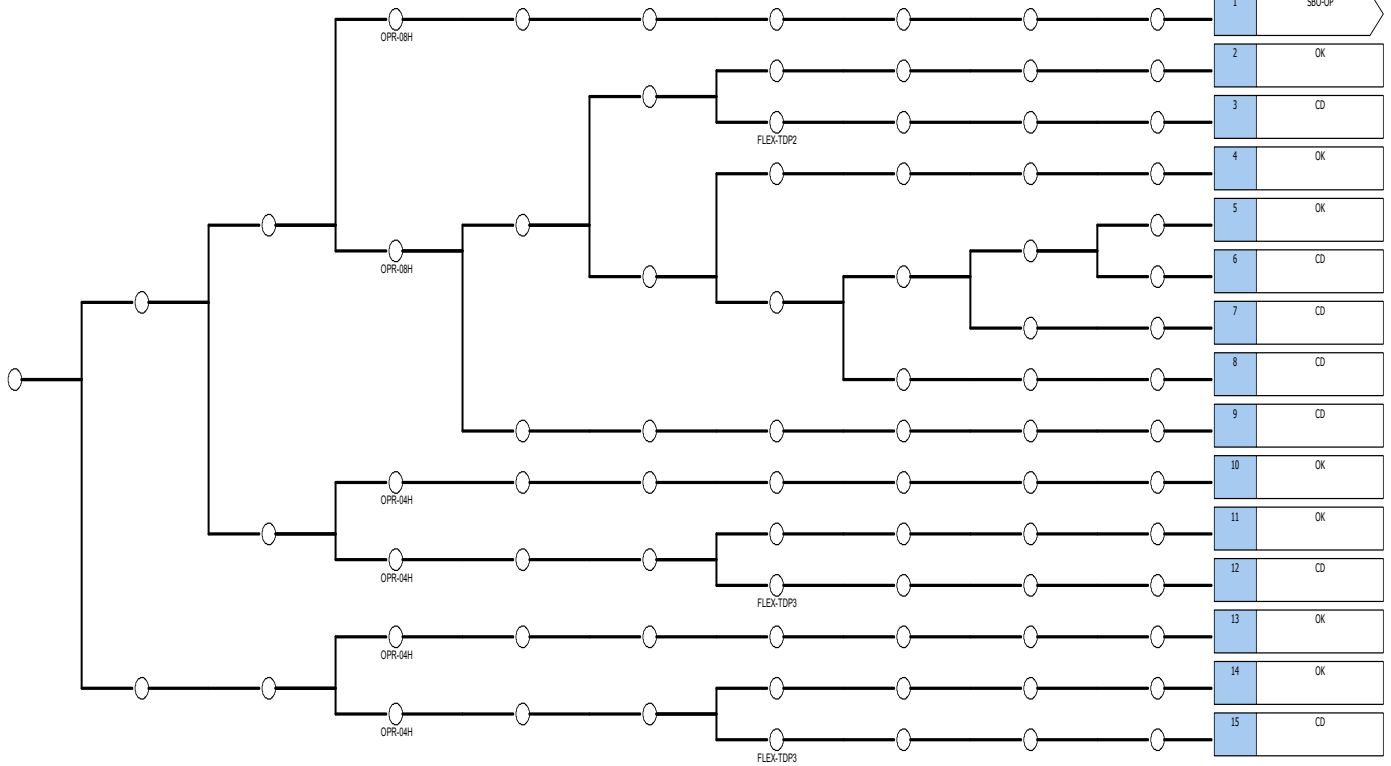 1 SBO-OP
OPR-08H
2 OK
3 CD
FLEX-TDP2
4 OK
5 OK
OPR-08H
6 CD
7 CD
8 CD
9 CD
10 OK
OPR-04H
11 OK
OPR-04H
12 CD
FLEX-TDP3
13 OK
OPR-04H
14 OK
OPR-04H
15 CD
FLEX-TDP3